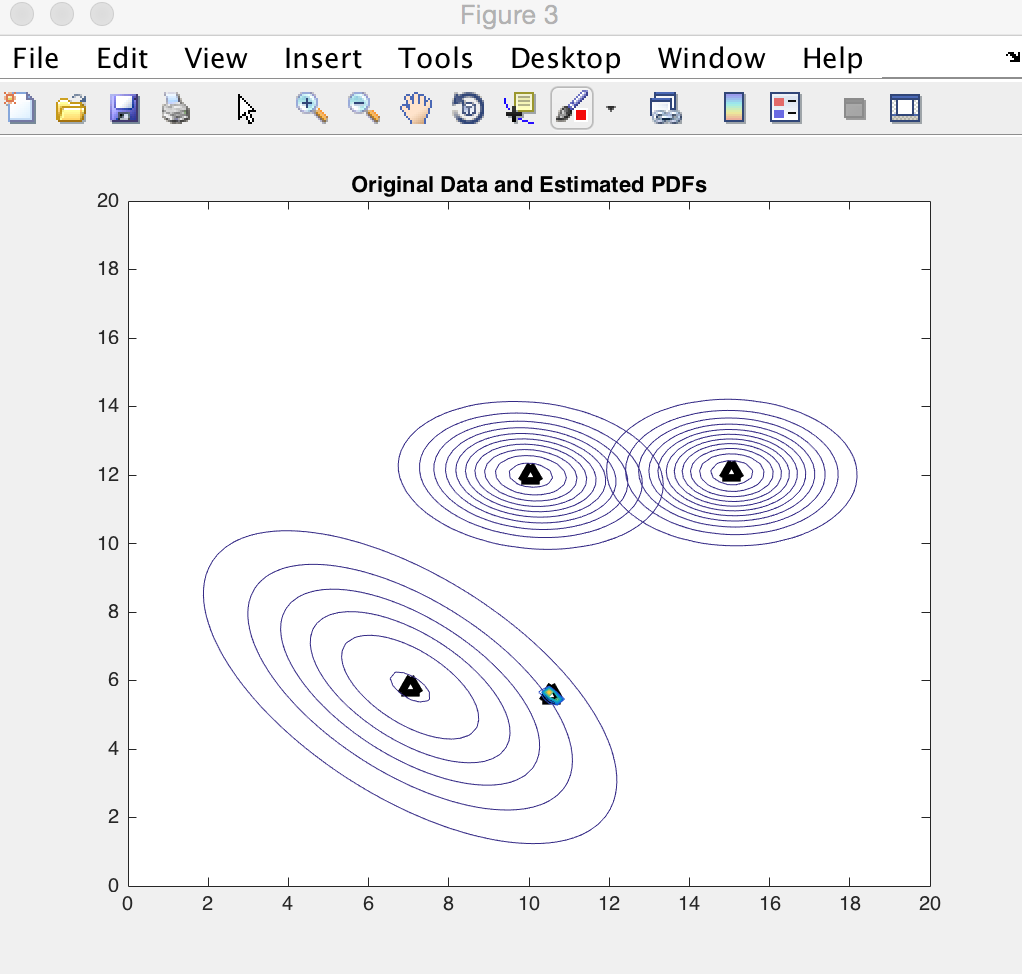 Figure 3
File Edit View Insert Tools Desktop Window Help
Original Data and Estimated PDFs
20
18
16
14
12
10
8
6
4
2
0
0 2 4 6 8 10 12 14 16 18 20